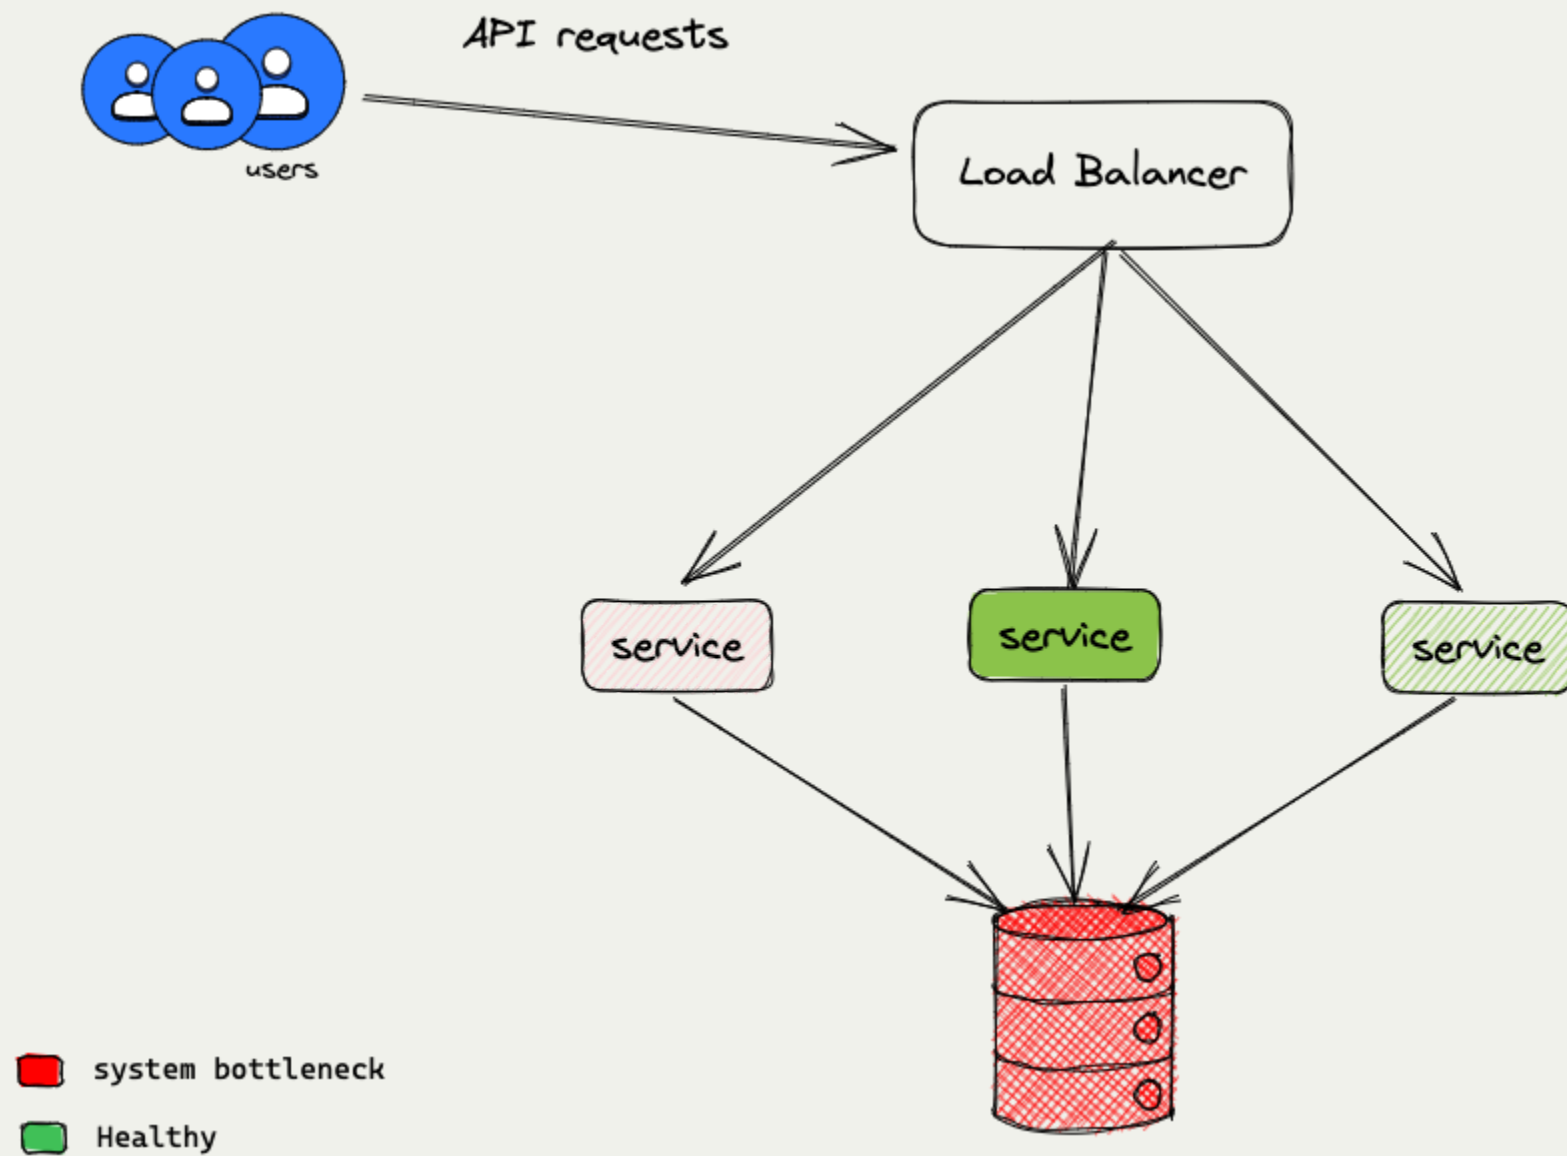 API requests
users
Load Balancer
service
service
service
system bottleneck
Healthy